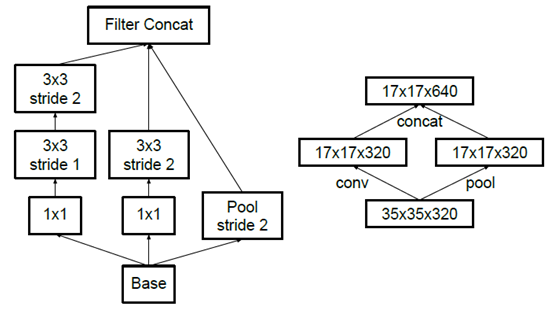 Filter Concat
3x3
stride 2
3x3
stride 1
3x3
stride 2
1x1
1x1
Pool
stride 2
Base
17x17x640
concat
17x17x320
17x17x320
conv
pool
35x35x320